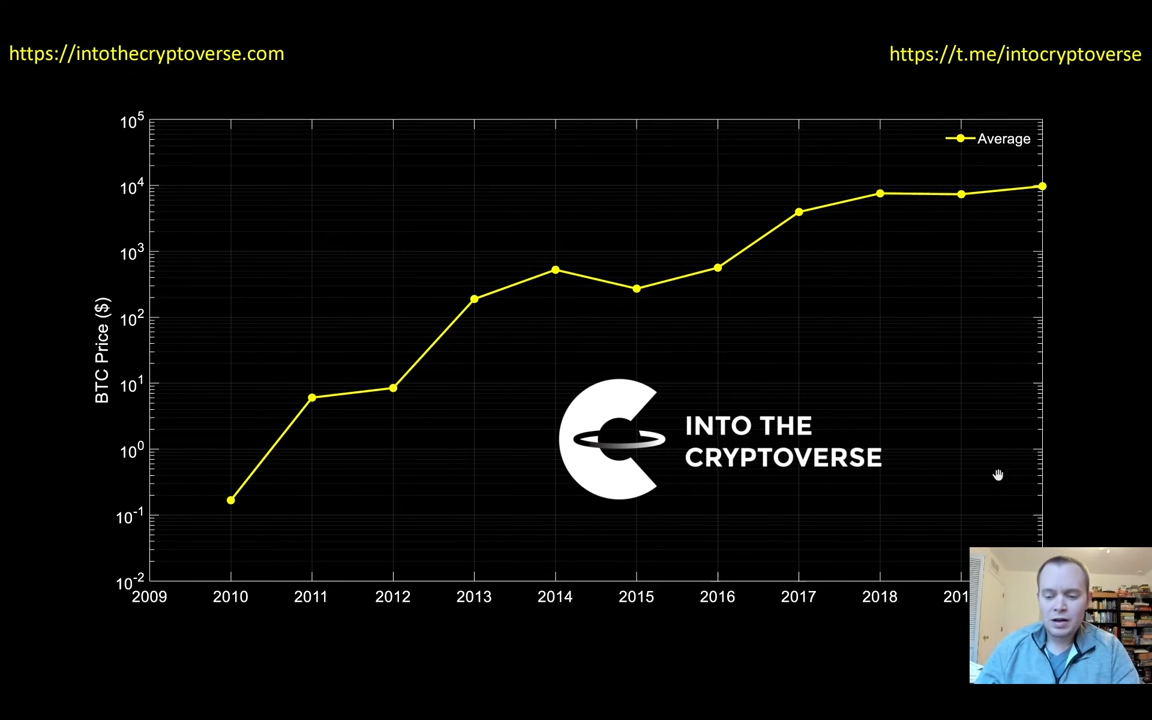 https://intothecryptoverse.com
https://t.me/intocryptoverse
10^5
Average
10^4
10^3
10^2
10^1
10^0
10^-1
10^-2
BTC Price ($)
INTO THE
CRYPTOVERSE
2009 2010 2011 2012 2013 2014 2015 2016 2017 2018 201